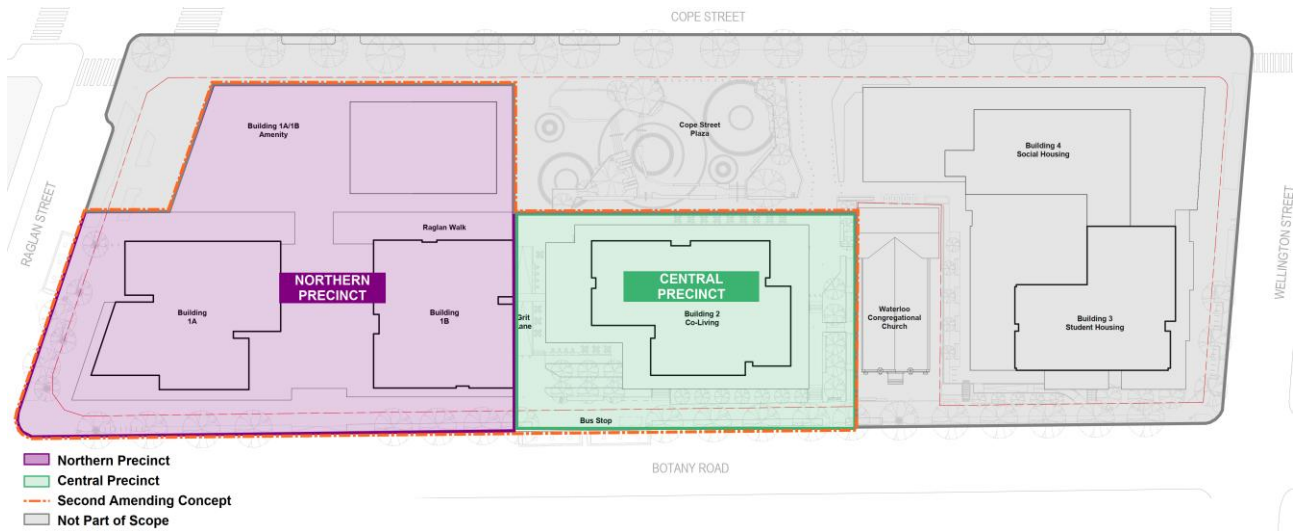 COPE STREET
Building 1A/1B
Amenity
Cope Street
Plaza
Building 4
Social Housing
RAGLAN STREET
Raglan Walk
WELLINGTON STREET
NORTHERN
PRECINCT
CENTRAL
PRECINCT
Building
1A
Building
1B
Grit
Lane
Building 2
Co-Living
Waterloo
Congregational
Church
Building 3
Student Housing
Bus Stop
BOTANY ROAD
Northern Precinct
Central Precinct
Second Amending Concept
Not Part of Scope